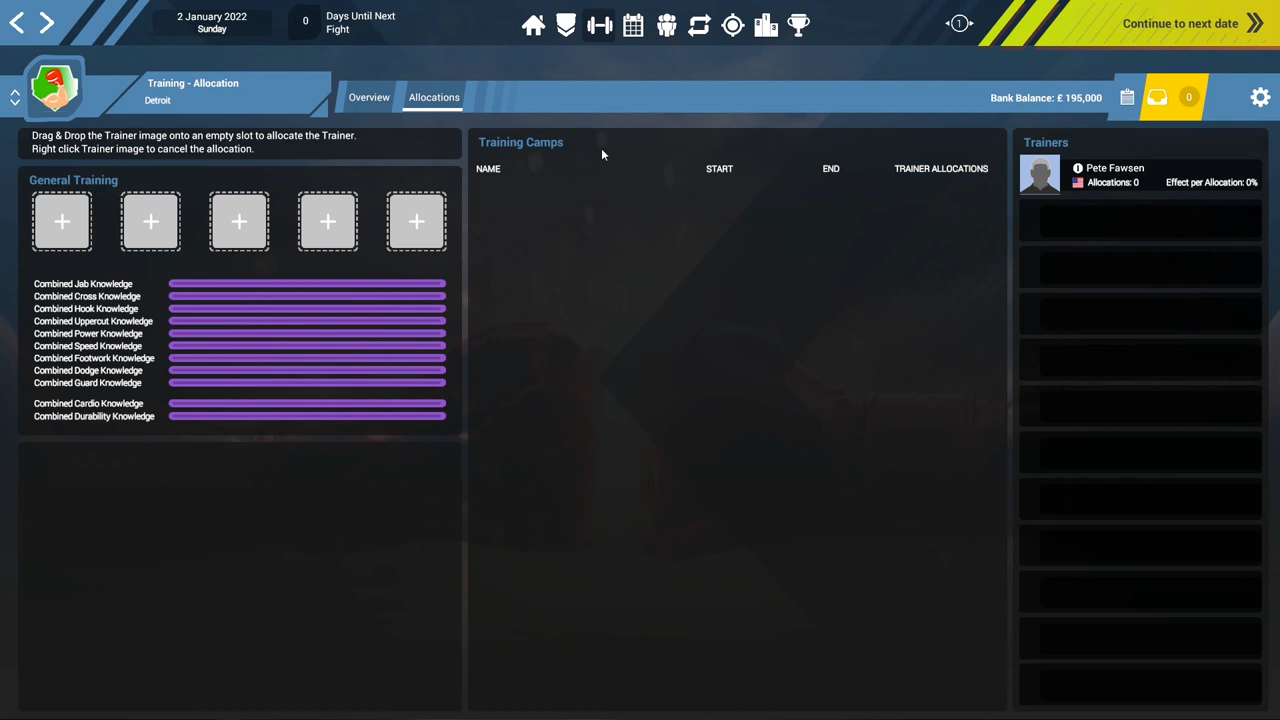 2 January 2022
Sunday
0
Days Until Next
Fight
1
Continue to next date
Training - Allocation
Detroit
Overview
Allocations
Bank Balance: £ 195,000
0
Drag & Drop the Trainer image onto an empty slot to allocate the Trainer.
Right click Trainer image to cancel the allocation.
General Training
Combined Jab Knowledge
Combined Cross Knowledge
Combined Hook Knowledge
Combined Uppercut Knowledge
Combined Power Knowledge
Combined Speed Knowledge
Combined Footwork Knowledge
Combined Dodge Knowledge
Combined Guard Knowledge
Combined Cardio Knowledge
Combined Durability Knowledge
Training Camps
NAME START END TRAINER ALLOCATIONS
Trainers
Pete Fawsen
Allocations: 0 Effect per Allocation: 0%